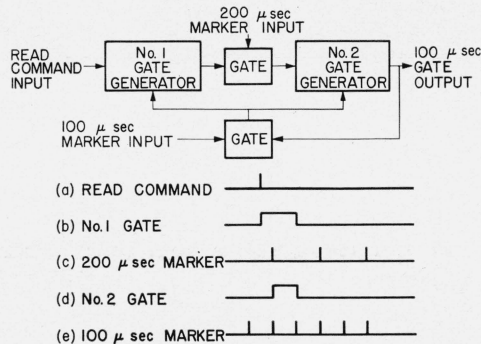 200 μ sec
MARKER INPUT
READ
COMMAND
INPUT
No. 1
GATE
GENERATOR
GATE
No. 2
GATE
GENERATOR
100 μ sec
GATE
OUTPUT
100 μ sec
MARKER INPUT
GATE
(a) READ COMMAND
(b) No. 1 GATE
(c) 200 μ sec MARKER
(d) No. 2 GATE
(e) 100 μ sec MARKER